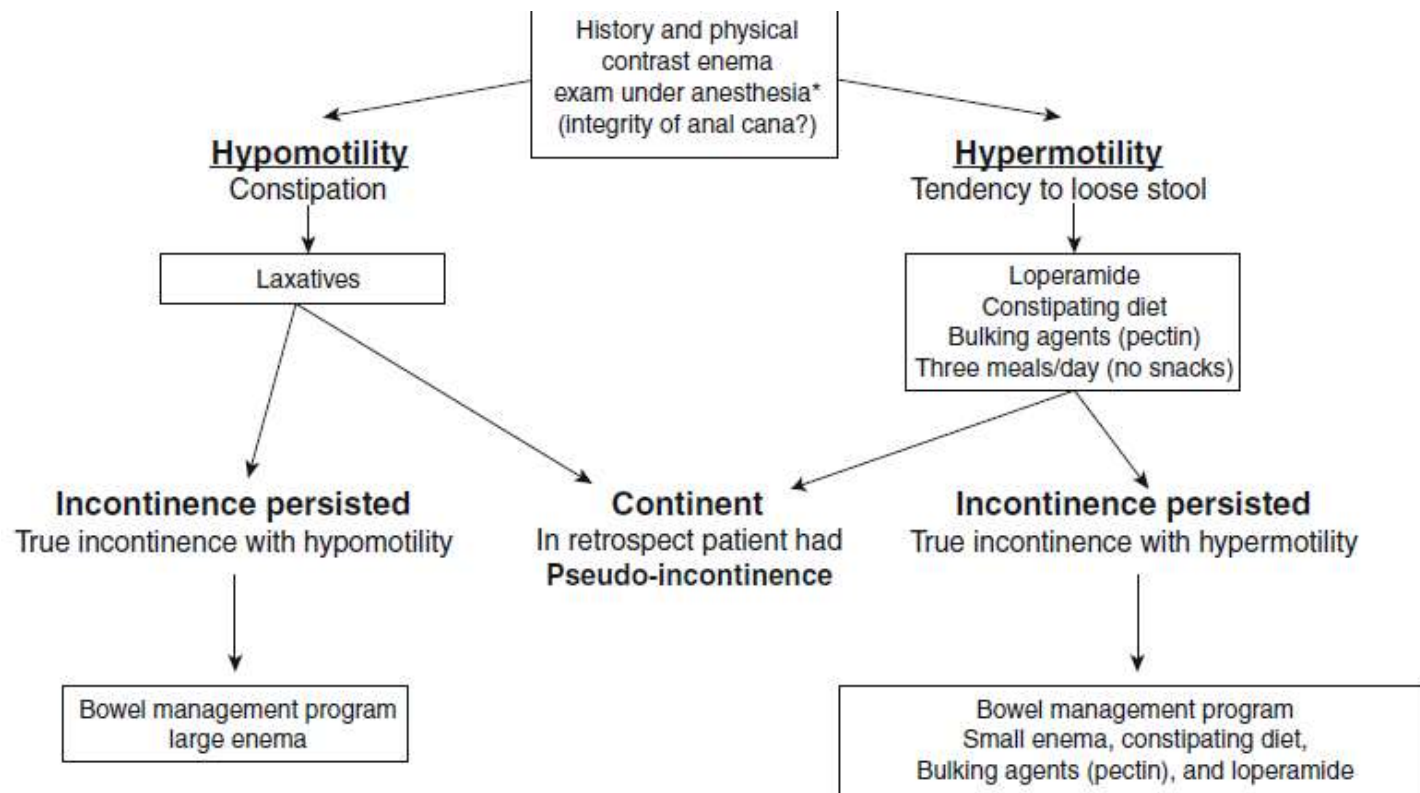 History and physical
contrast enema
exam under anesthesia*
(integrity of anal cana?)
Hypomotility
Constipation
Hypermotility
Tendency to loose stool
Laxatives
Loperamide
Constipating diet
Bulking agents (pectin)
Three meals/day (no snacks)
Incontinence persisted
True incontinence with hypomotility
Continent
In retrospect patient had
Pseudo-incontinence
Incontinence persisted
True incontinence with hypermotility
Bowel management program
large enema
Bowel management program
Small enema, constipating diet,
Bulking agents (pectin), and loperamide